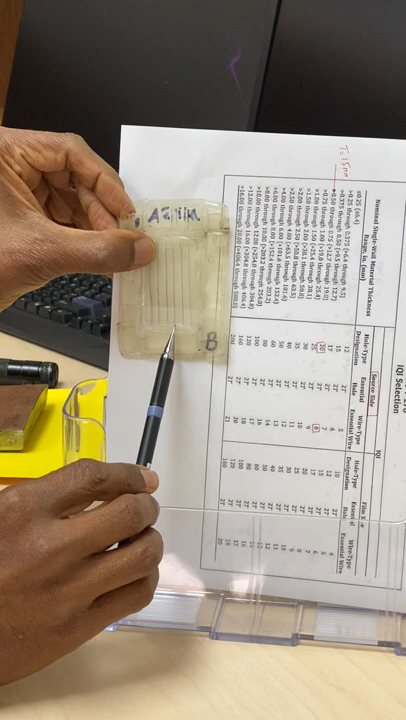 IQI Selection
IQI
Source Side Film Side
Nominal Single-Wall Material Thickness Range, in. (mm) Hole-Type Designation Essential Hole Wire-Type Essential Wire Hole-Type Designation Essential Hole Wire-Type Essential Wire
≤0.25 (≤6.4) 12 2T 5 10 2T 4
>0.25 through 0.375 (>6.4 through 9.5) 15 2T 6 12 2T 5
>0.375 through 0.50 (>9.5 through 12.7) 17 2T 7 15 2T 6
>0.50 through 0.75 (>12.7 through 19.0) 20 2T 8 17 2T 7
>0.75 through 1.00 (>19.0 through 25.4) 25 2T 9 20 2T 8
>1.00 through 1.50 (>25.4 through 38.1) 30 2T 10 25 2T 9
>1.50 through 2.00 (>38.1 through 50.8) 35 2T 11 30 2T 10
>2.00 through 2.50 (>50.8 through 63.5) 40 2T 12 35 2T 11
>2.50 through 4.00 (>63.5 through 101.6) 50 2T 13 40 2T 12
>4.00 through 6.00 (>101.6 through 152.4) 60 2T 14 50 2T 13
>6.00 through 8.00 (>152.4 through 203.2) 80 2T 16 60 2T 14
>8.00 through 10.00 (>203.2 through 254.0) 100 2T 17 80 2T 16
>10.00 through 12.00 (>254.0 through 304.8) 120 2T 18 100 2T 17
>12.00 through 16.00 (>304.8 through 406.4) 160 2T 20 120 2T 18
>16.00 through 20.00 (>406.4 through 508.0) 200 2T 21 160 2T 20
T= 15mm
B